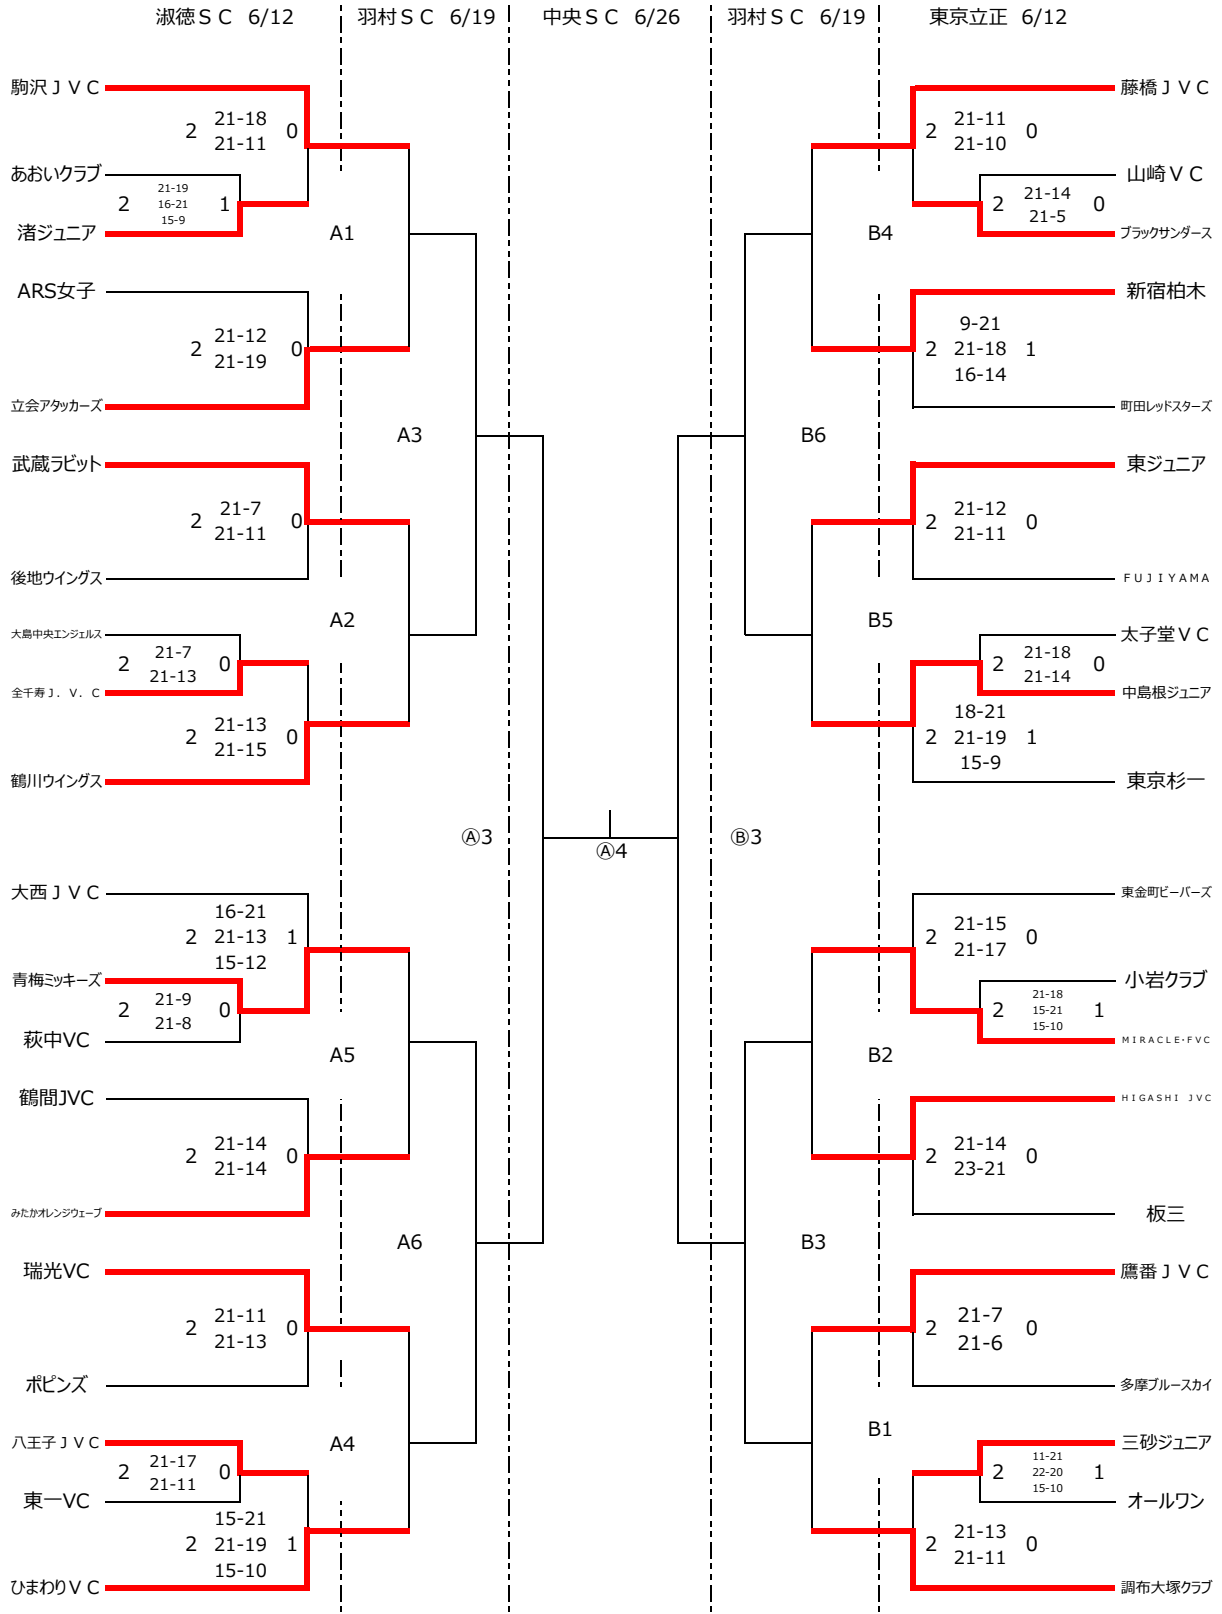 淑徳ＳＣ 6/12
羽村ＳＣ 6/19
中央ＳＣ 6/26
羽村ＳＣ 6/19
東京立正 6/12
駒沢ＪＶＣ
2 21-18 0
21-11
あおいクラブ
21-19
2 16-21 1
15-9
渚ジュニア
A1
ARS女子
2 21-12 0
21-19
立会アタッカーズ
A3
武蔵ラビット
2 21-7 0
21-11
後地ウイングス
A2
大島中央エンジェルス
2 21-7 0
21-13
全千寿Ｊ．Ｖ．Ｃ
2 21-13 0
21-15
鶴川ウイングス
Ⓐ3
Ⓐ4
Ⓑ3
大西ＪＶＣ
16-21
2 21-13 1
15-12
青梅ミッキーズ
2 21-9 0
21-8
萩中VC
A5
鶴間JVC
2 21-14 0
21-14
みたかオレンジウェーブ
A6
瑞光VC
2 21-11 0
21-13
ポピンズ
A4
八王子ＪＶＣ
2 21-17 0
21-11
東一VC
15-21
2 21-19 1
15-10
ひまわりＶＣ
藤橋ＪＶＣ
2 21-11 0
21-10
山崎ＶＣ
2 21-14 0
21-5
ブラックサンダース
B4
新宿柏木
9-21
2 21-18 1
16-14
町田レッドスターズ
B6
東ジュニア
2 21-12 0
21-11
ＦＵＪＩＹＡＭＡ
B5
太子堂ＶＣ
2 21-18 0
21-14
中島根ジュニア
18-21
2 21-19 1
15-9
東京杉一
東金町ビーバーズ
2 21-15 0
21-17
小岩クラブ
21-18
2 15-21 1
15-10
ＭＩＲＡＣＬＥ・ＦＶＣ
B2
ＨＩＧＡＳＨＩ ＪＶＣ
2 21-14 0
23-21
板三
B3
鷹番ＪＶＣ
2 21-7 0
21-6
多摩ブルースカイ
B1
三砂ジュニア
11-21
2 22-20 1
15-10
オールワン
2 21-13 0
21-11
調布大塚クラブ